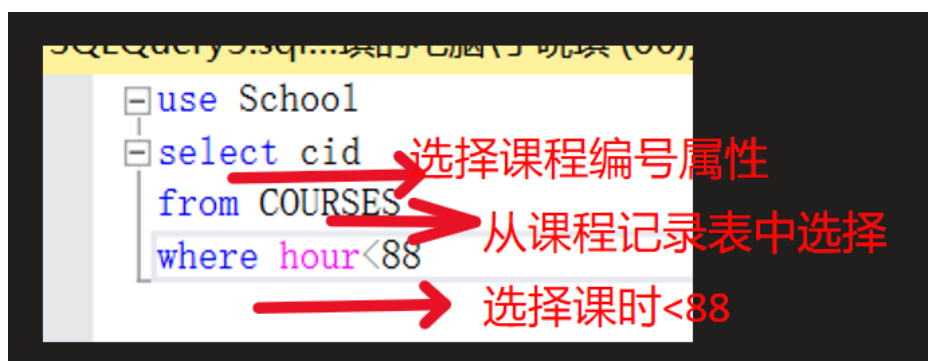 use School
select cid
选择课程编号属性
from COURSES
从课程记录表中选择
where hour<88
选择课时<88